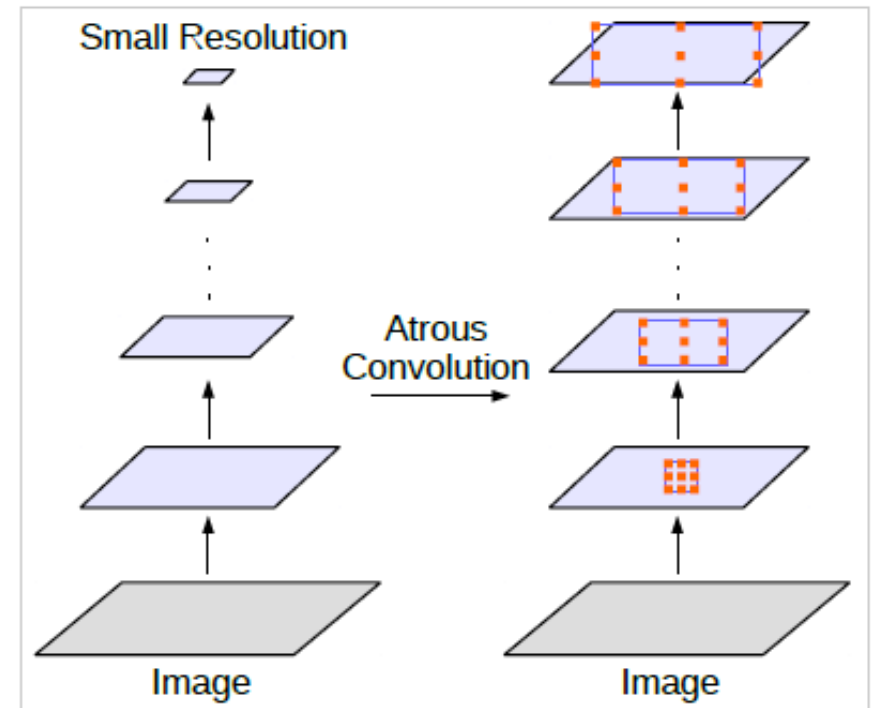 Small Resolution
Atrous
Convolution
Image
Image